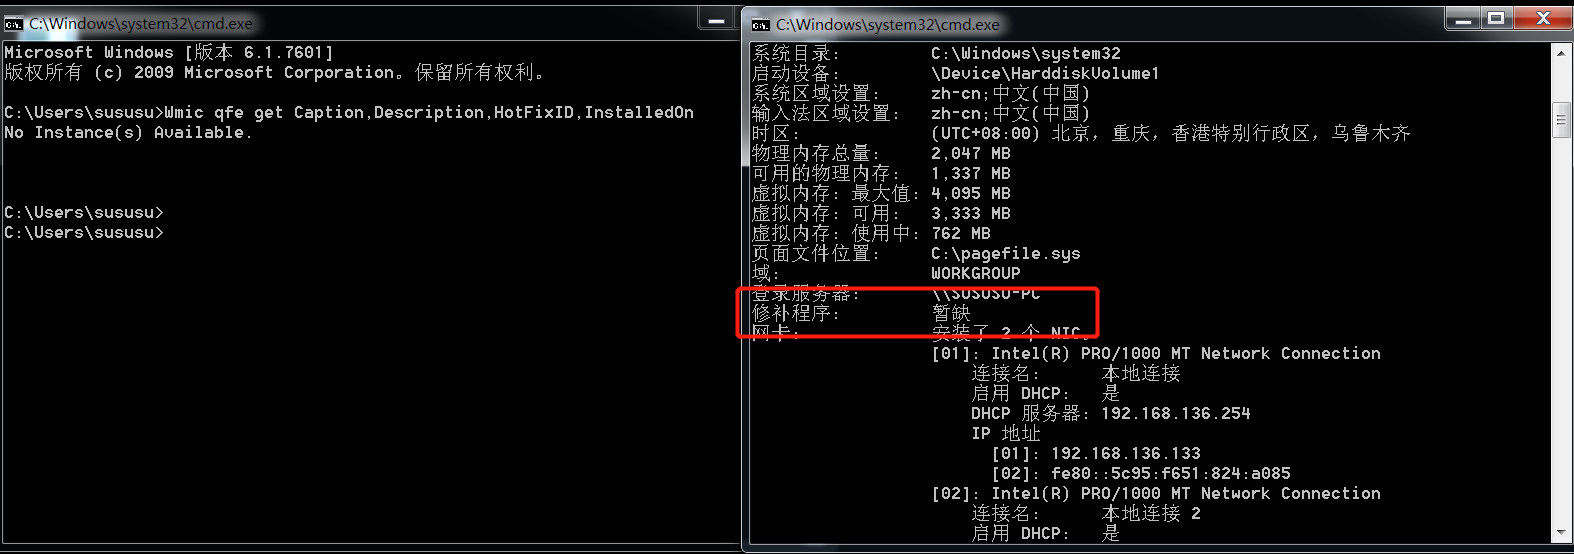 C:\Windows\system32\cmd.exe
Microsoft Windows [版本 6.1.7601]
版权所有 (c) 2009 Microsoft Corporation。保留所有权利。
C:\Users\sususu>Wmic qfe get Caption,Description,HotFixID,InstalledOn
No Instance(s) Available.
C:\Users\sususu>
C:\Users\sususu>
C:\Windows\system32\cmd.exe
系统目录: C:\Windows\system32
启动设备: \Device\HarddiskVolume1
系统区域设置: zh-cn;中文(中国)
输入法区域设置: zh-cn;中文(中国)
时区: (UTC+08:00) 北京，重庆，香港特别行政区，乌鲁木齐
物理内存总量: 2,047 MB
可用的物理内存: 1,337 MB
虚拟内存: 最大值: 4,095 MB
虚拟内存: 可用: 3,333 MB
虚拟内存: 使用中: 762 MB
页面文件位置: C:\pagefile.sys
域: WORKGROUP
登录服务器: \\SUSUSU-PC
修补程序: 暂缺
网卡: 安装了 2 个 NIC。
[01]: Intel(R) PRO/1000 MT Network Connection
连接名: 本地连接
启用 DHCP: 是
DHCP 服务器: 192.168.136.254
IP 地址
[01]: 192.168.136.133
[02]: fe80::5c95:f651:824:a085
[02]: Intel(R) PRO/1000 MT Network Connection
连接名: 本地连接 2
启用 DHCP: 是